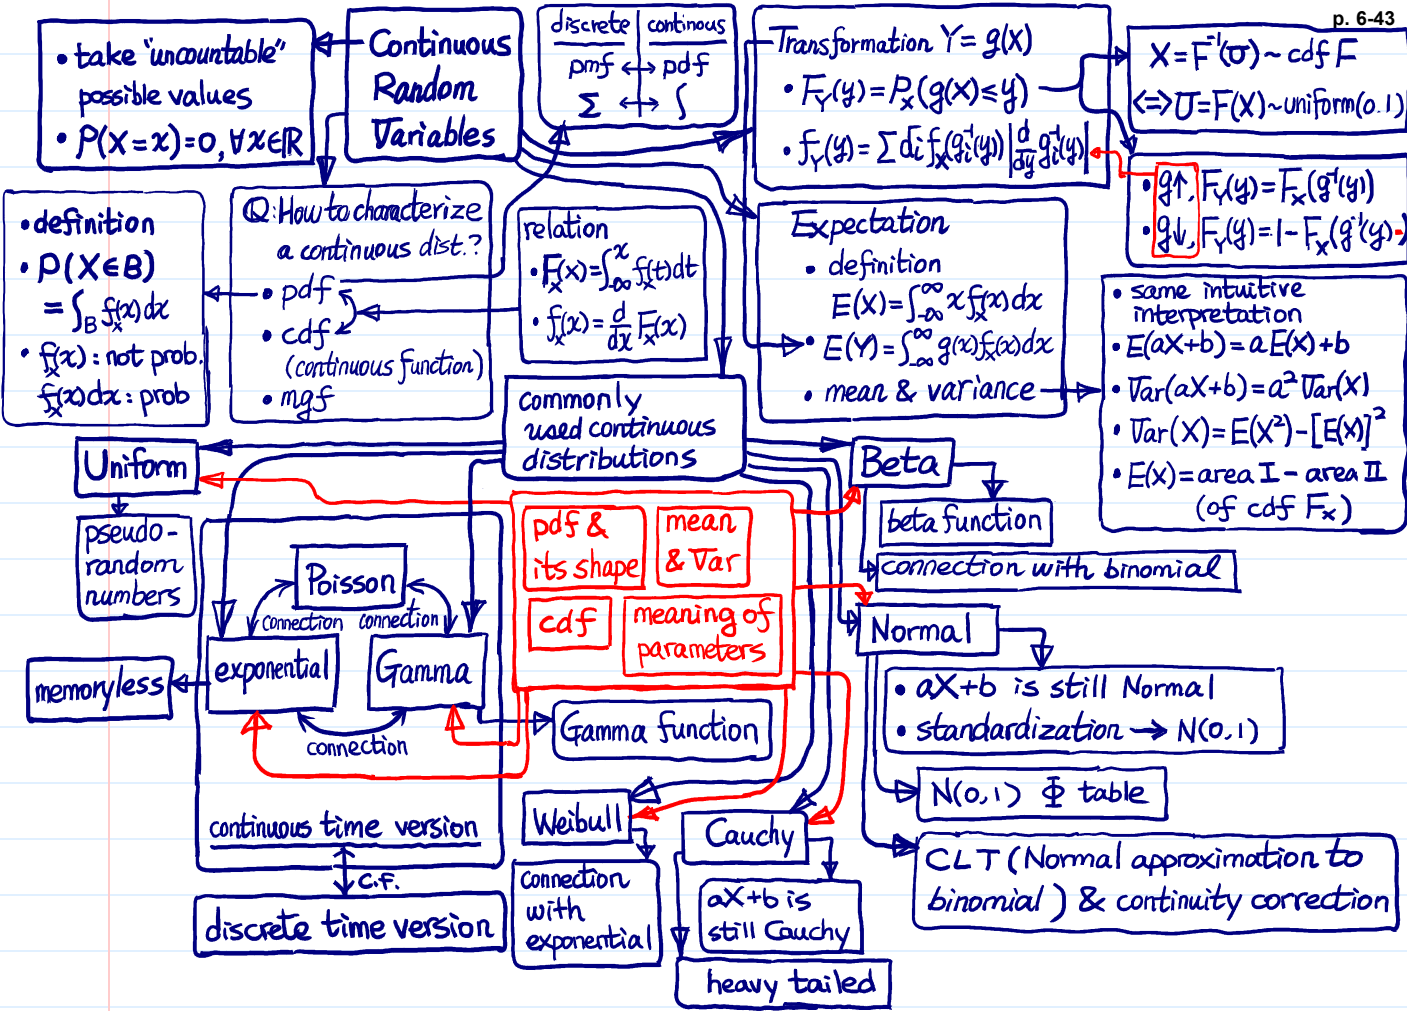 p. 6-43
• take "uncountable"
possible values
• P(X=x)=0, ∀x∈ℝ
Continuous
Random
Variables
discrete | continous
pmf ↔ pdf
Σ ↔ ∫
Transformation Y=g(X)
• F_Y(y)=P_X(g(X)≤y)
• f_Y(y)=Σ di f_X(g_i^{-1}(y)) |d/dy g_i^{-1}(y)|
X=F^{-1}(U)~cdf F
<=> U=F(X)~uniform(0.1)
• g↑, F_Y(y)=F_X(g^{-1}(y))
• g↓, F_Y(y)=1-F_X(g^{-1}(y)-)
• definition
• P(X∈B)
=∫_B f_X(x)dx
• f_X(x): not prob.
f_X(x)dx: prob
Q: How to characterize
a continuous dist.?
• pdf
• cdf
(continuous function)
• mgf
relation
• F_X(x)=∫_{-∞}^x f_X(t)dt
• f_X(x)=d/dx F_X(x)
Expectation
• definition
E(X)=∫_{-∞}^∞ x f_X(x)dx
• E(Y)=∫_{-∞}^∞ g(x)f_X(x)dx
• mean & variance
• same intuitive
interpretation
• E(aX+b)=aE(X)+b
• Var(aX+b)=a² Var(X)
• Var(X)=E(X²)-[E(X)]²
• E(X)=area I - area II
(of cdf F_X)
commonly
used continuous
distributions
Uniform
pseudo-
random
numbers
Poisson
connection connection
exponential
Gamma
connection
memoryless
continuous time version
c.f.
discrete time version
pdf &
its shape
mean
& Var
cdf
meaning of
parameters
Gamma function
Weibull
Connection
with
exponential
Cauchy
aX+b is
still Cauchy
heavy tailed
Beta
beta function
connection with binomial
Normal
• aX+b is still Normal
• standardization → N(0,1)
N(0,1) Φ table
CLT (Normal approximation to
binomial) & continuity correction